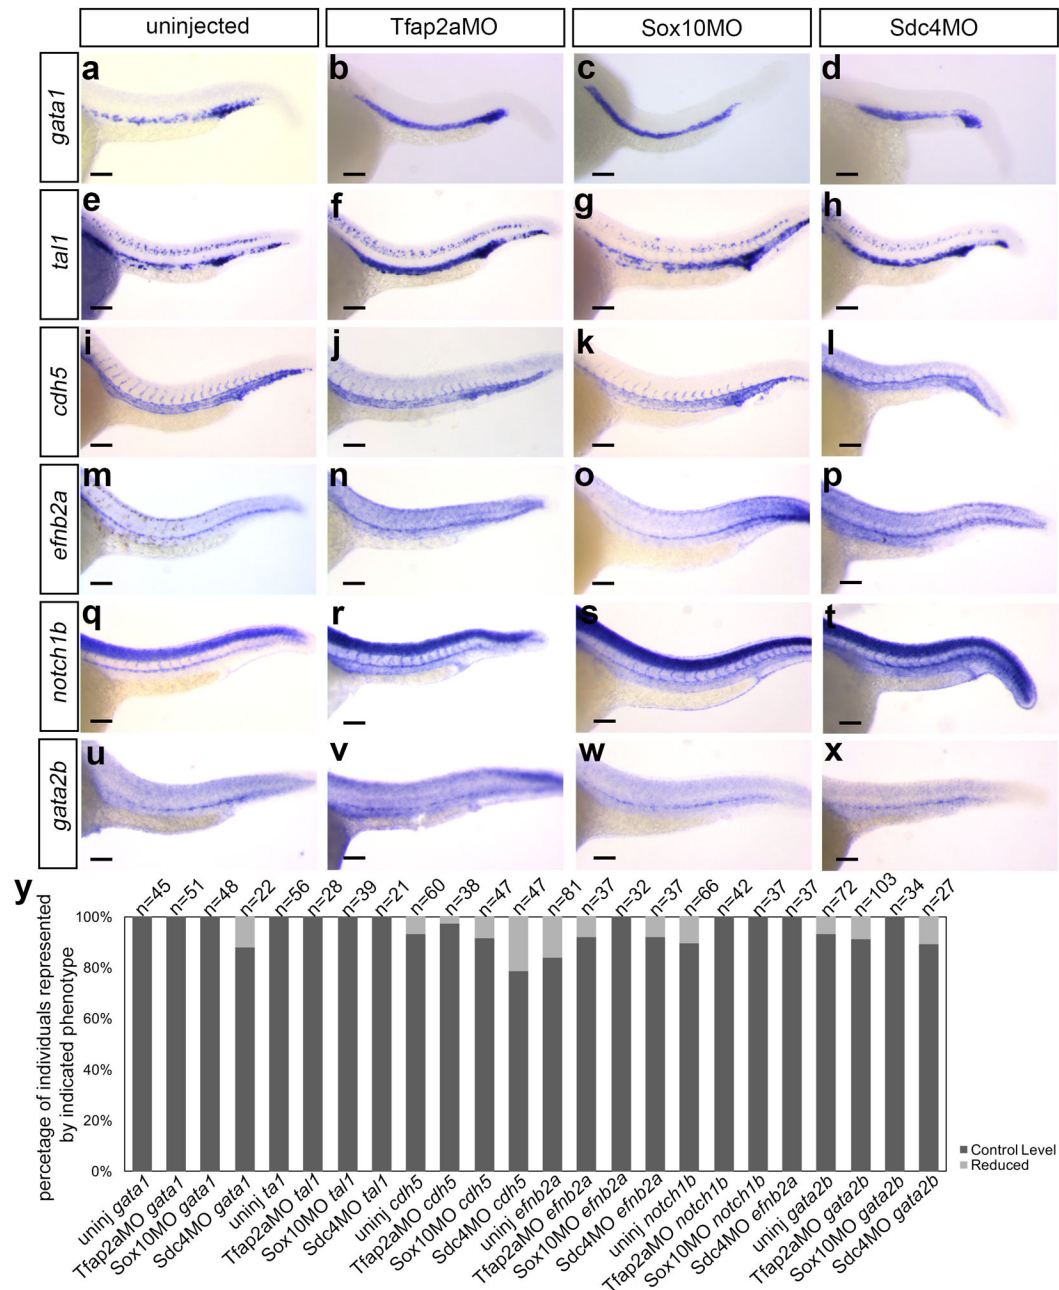 uninjected Tfap2aMO Sox10MO Sdc4MO
gata1
a b c d
tal1
e f g h
cdh5
i j k l
efnb2a
m n o p
notch1b
q r s t
gata2b
u v w x
y
n=45 n=51 n=48 n=22 n=56 n=28 n=39 n=21 n=60 n=38 n=47 n=47 n=81 n=37 n=32 n=37 n=66 n=42 n=37 n=37 n=72 n=103 n=34 n=27
percetage of individuals represented
by indicated phenotype
100%
80%
60%
40%
20%
0%
Control Level
Reduced
uninj gata1
Tfap2aMO gata1
Sox10MO gata1
Sdc4MO gata1
uninj ta1
Tfap2aMO tal1
Sox10MO tal1
Sdc4MO tal1
uninj cdh5
Tfap2aMO cdh5
Sox10MO cdh5
Sdc4MO cdh5
uninj efnb2a
Tfap2aMO efnb2a
Sox10MO efnb2a
Sdc4MO efnb2a
uninj notch1b
Tfap2aMO notch1b
Sox10MO notch1b
Sdc4MO efnb2a
uninj gata2b
Tfap2aMO gata2b
Sox10MO gata2b
Sdc4MO gata2b